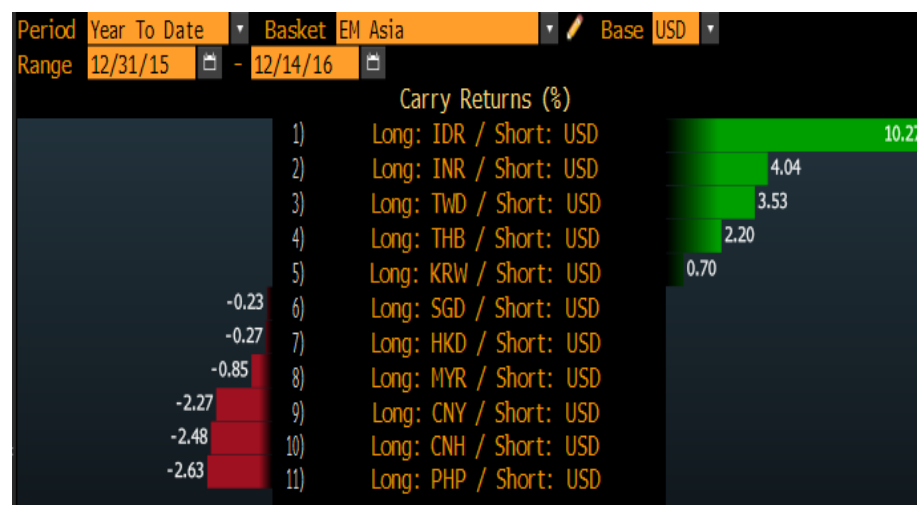 Period Year To Date Basket EM Asia Base USD
Range 12/31/15 - 12/14/16
Carry Returns (%)
1) Long: IDR / Short: USD 10.27
2) Long: INR / Short: USD 4.04
3) Long: TWD / Short: USD 3.53
4) Long: THB / Short: USD 2.20
5) Long: KRW / Short: USD 0.70
-0.23 6) Long: SGD / Short: USD
-0.27 7) Long: HKD / Short: USD
-0.85 8) Long: MYR / Short: USD
-2.27 9) Long: CNY / Short: USD
-2.48 10) Long: CNH / Short: USD
-2.63 11) Long: PHP / Short: USD